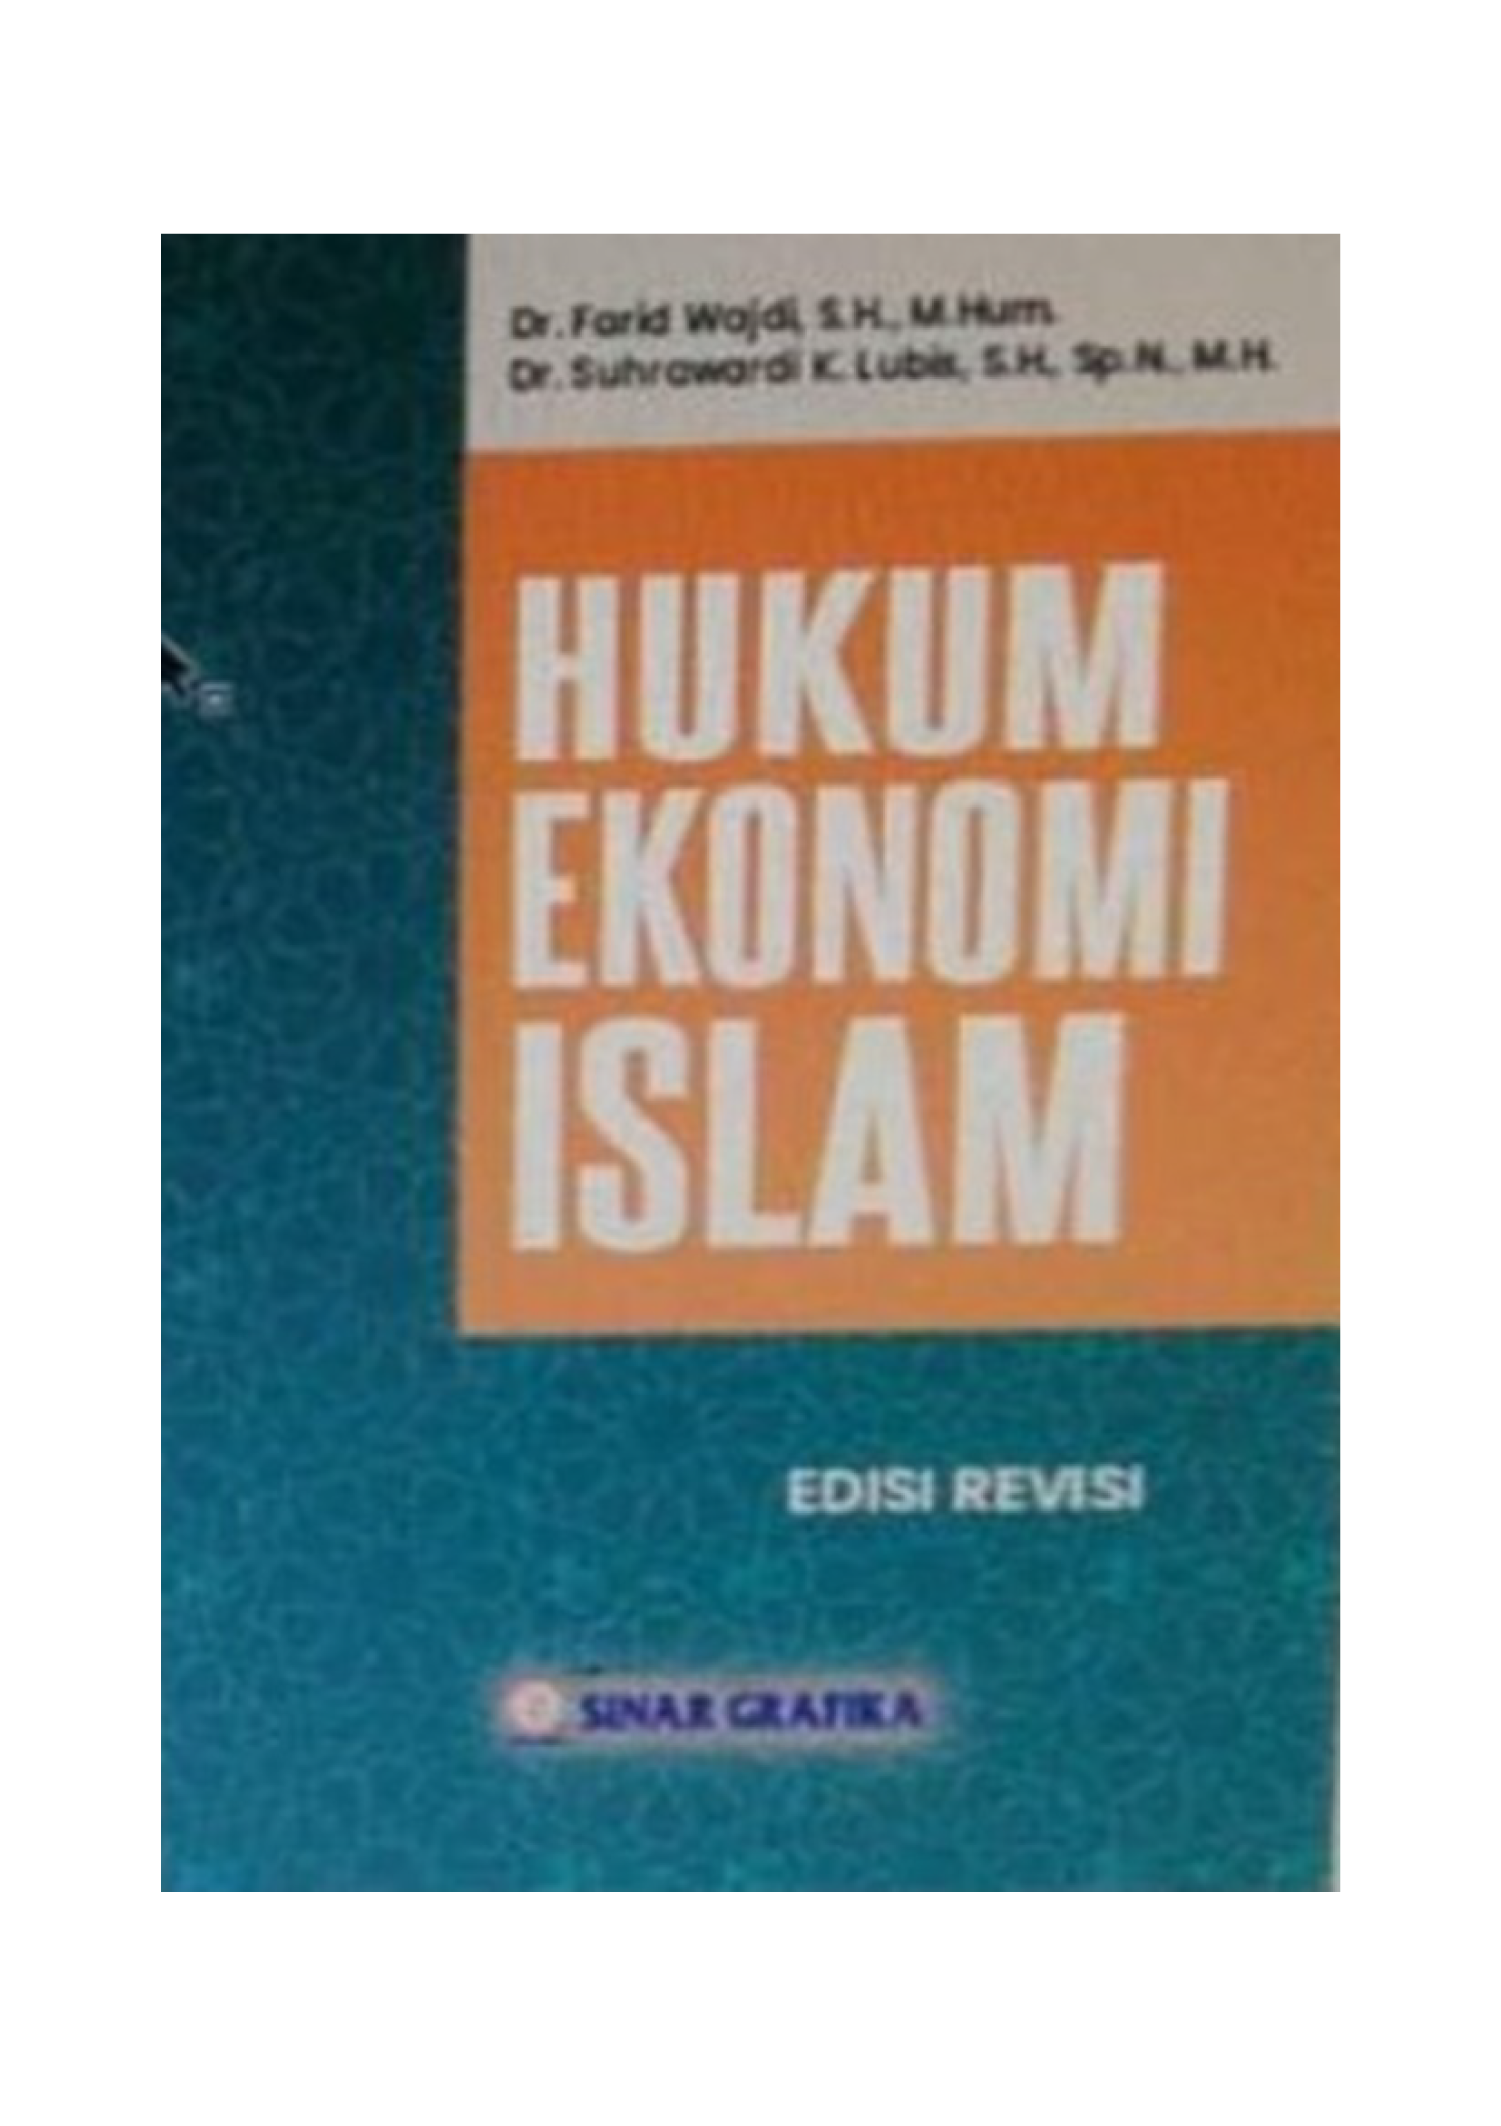 Dr. Farid Wajdi, S.H., M.Hum.
Dr. Suhrawardi K. Lubis, S.H., Sp.N., M.H.
HUKUM
EKONOMI
ISLAM
EDISI REVISI
SINAR GRAFIKA